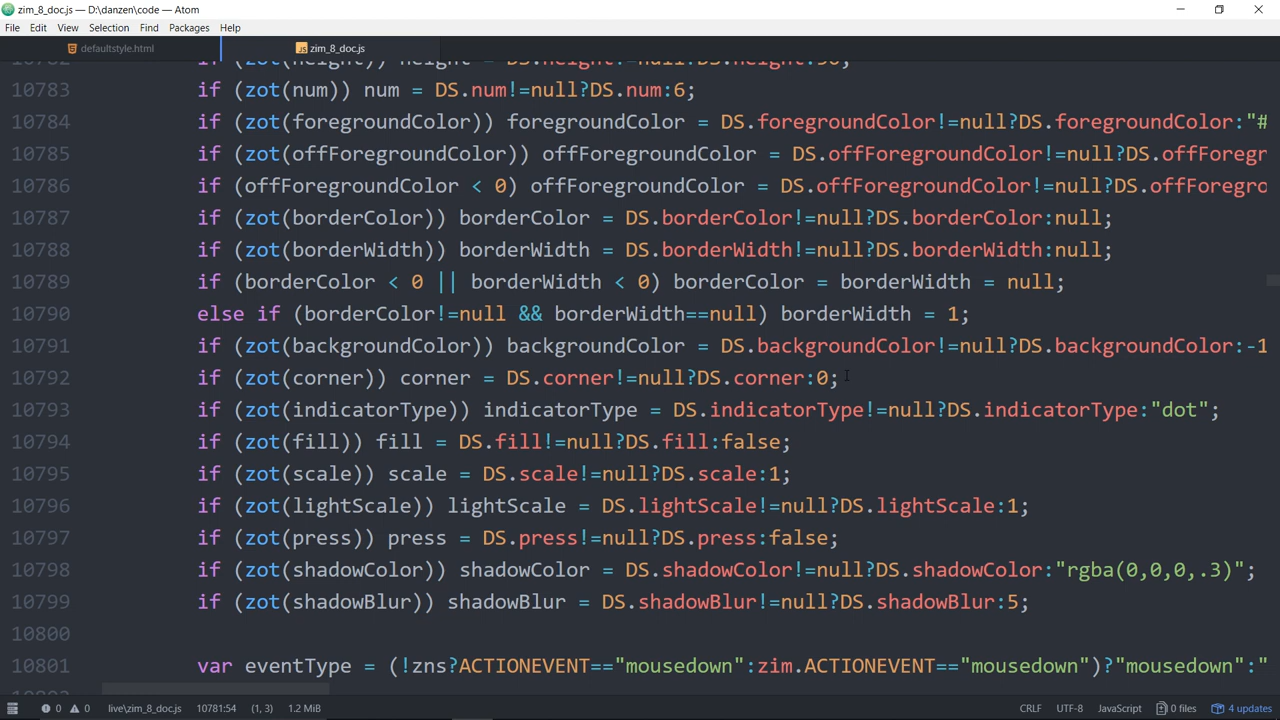 zim_8_doc.js — D:\danzen\code — Atom
File Edit View Selection Find Packages Help
defaultstyle.html zim_8_doc.js
10782 if (zot(height)) height = DS.height!=null?DS.height:50;
10783 if (zot(num)) num = DS.num!=null?DS.num:6;
10784 if (zot(foregroundColor)) foregroundColor = DS.foregroundColor!=null?DS.foregroundColor:"#
10785 if (zot(offForegroundColor)) offForegroundColor = DS.offForegroundColor!=null?DS.offForegr
10786 if (offForegroundColor < 0) offForegroundColor = DS.offForegroundColor!=null?DS.offForegro
10787 if (zot(borderColor)) borderColor = DS.borderColor!=null?DS.borderColor:null;
10788 if (zot(borderWidth)) borderWidth = DS.borderWidth!=null?DS.borderWidth:null;
10789 if (borderColor < 0 || borderWidth < 0) borderColor = borderWidth = null;
10790 else if (borderColor!=null && borderWidth==null) borderWidth = 1;
10791 if (zot(backgroundColor)) backgroundColor = DS.backgroundColor!=null?DS.backgroundColor:-1
10792 if (zot(corner)) corner = DS.corner!=null?DS.corner:0;
10793 if (zot(indicatorType)) indicatorType = DS.indicatorType!=null?DS.indicatorType:"dot";
10794 if (zot(fill)) fill = DS.fill!=null?DS.fill:false;
10795 if (zot(scale)) scale = DS.scale!=null?DS.scale:1;
10796 if (zot(lightScale)) lightScale = DS.lightScale!=null?DS.lightScale:1;
10797 if (zot(press)) press = DS.press!=null?DS.press:false;
10798 if (zot(shadowColor)) shadowColor = DS.shadowColor!=null?DS.shadowColor:"rgba(0,0,0,.3)";
10799 if (zot(shadowBlur)) shadowBlur = DS.shadowBlur!=null?DS.shadowBlur:5;
10800
10801 var eventType = (!zns?ACTIONEVENT=="mousedown":zim.ACTIONEVENT=="mousedown")?"mousedown":"
0 0 live\zim_8_doc.js 10781:54 (1, 3) 1.2 MiB CRLF UTF-8 JavaScript 0 files 4 updates